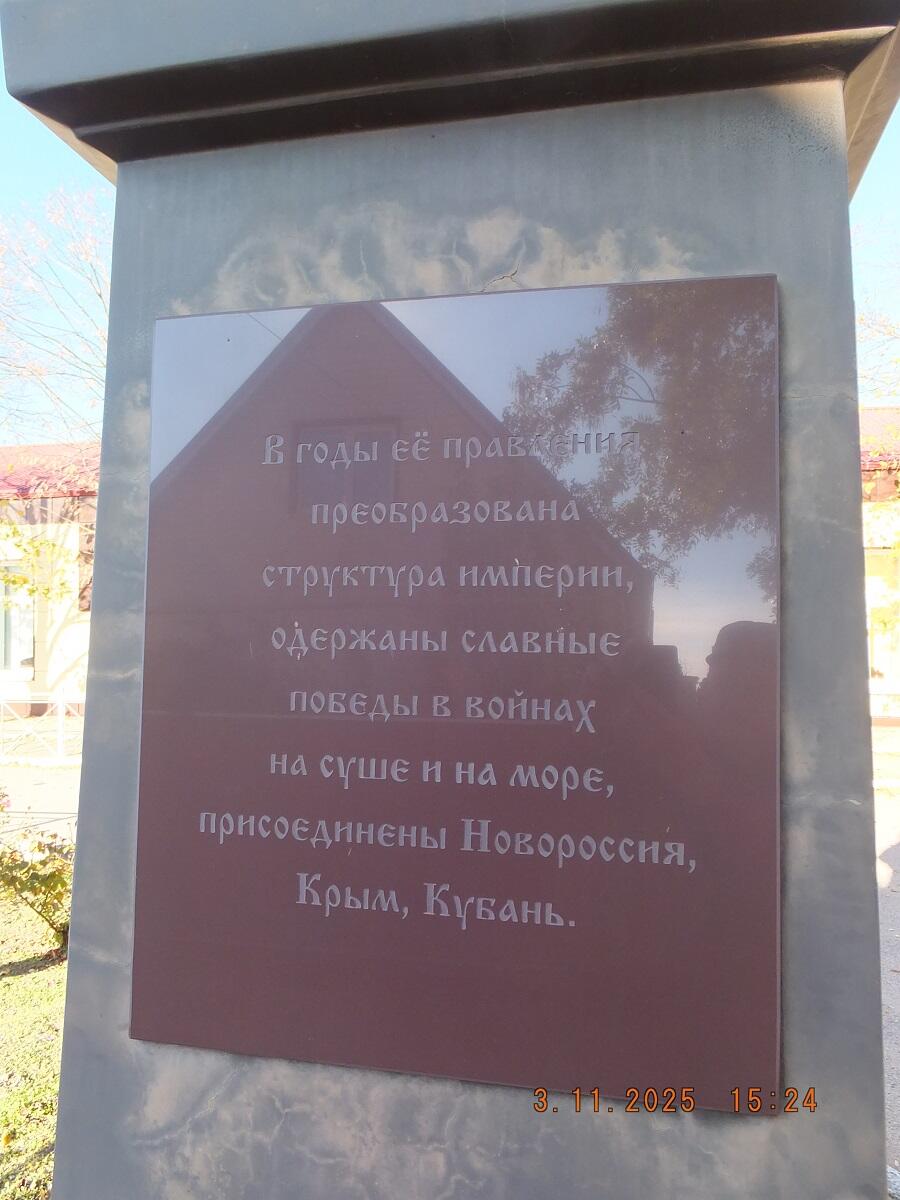 В годы её правления
преобразована
структура империи,
одержаны славные
победы в войнах
на суше и на море,
присоединены Новороссия,
Крым, Кубань.
3.11.2025 15:24